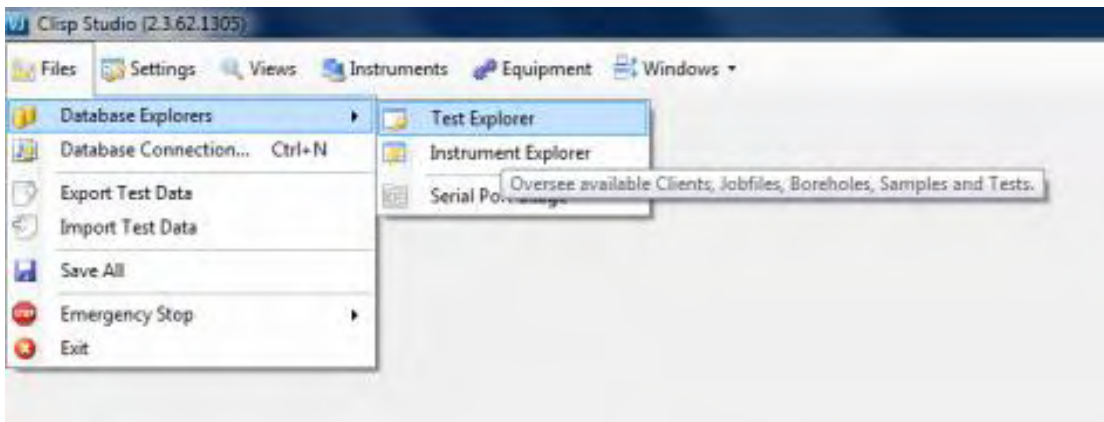 Clisp Studio (2.3.62.1305)
Files Settings Views Instruments Equipment Windows
Database Explorers
Test Explorer
Database Connection... Ctrl+N
Instrument Explorer
Oversee available Clients, Jobfiles, Boreholes, Samples and Tests.
Export Test Data
Serial
Import Test Data
Save All
Emergency Stop
Exit